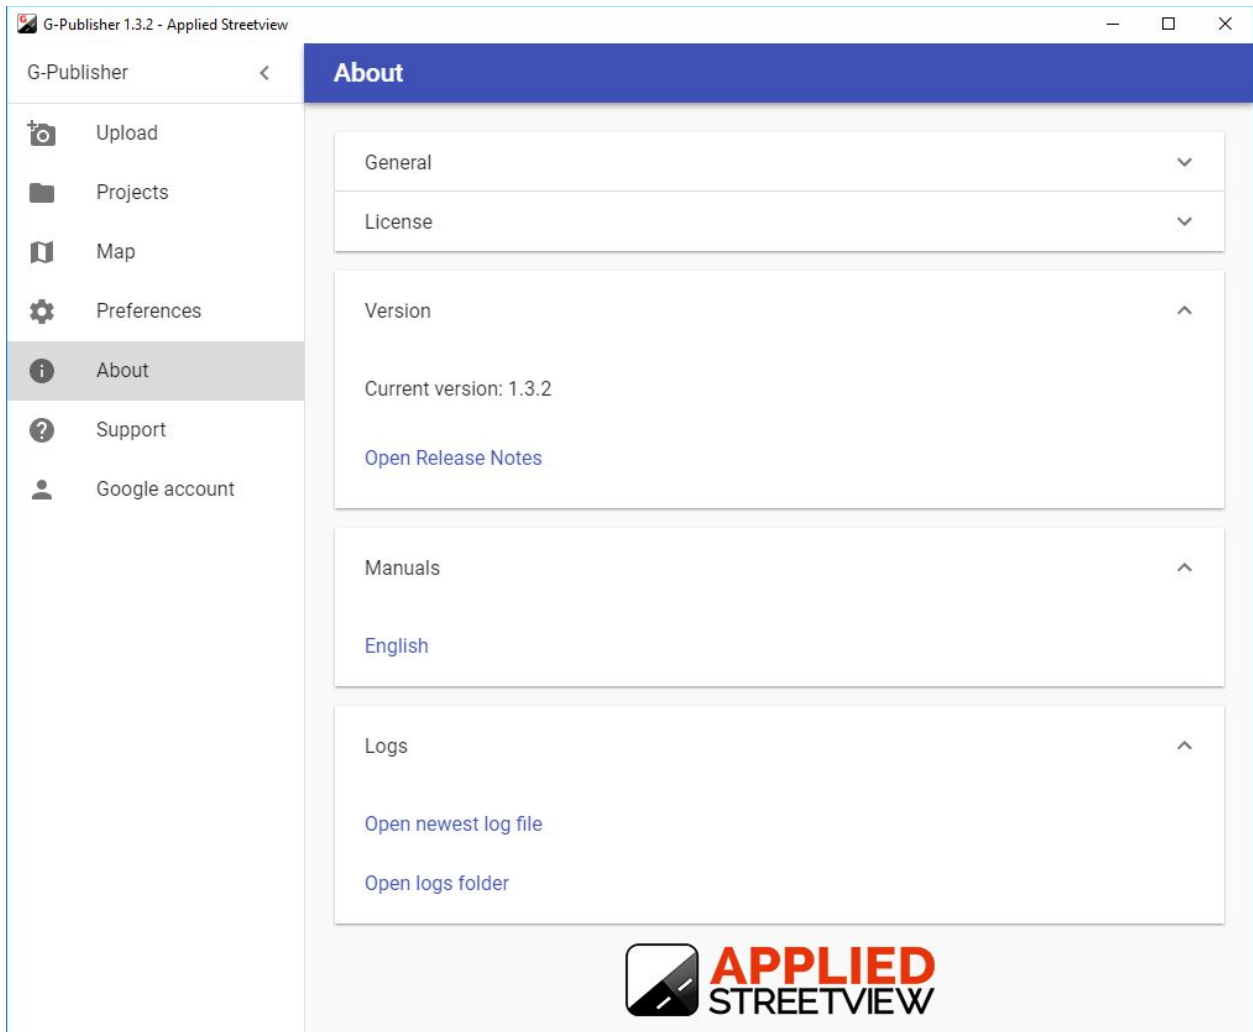 G-Publisher 1.3.2 - Applied Streetview
G-Publisher
About
Upload
Projects
Map
Preferences
About
Support
Google account
General
License
Version
Current version: 1.3.2
Open Release Notes
Manuals
English
Logs
Open newest log file
Open logs folder
APPLIED
STREETVIEW